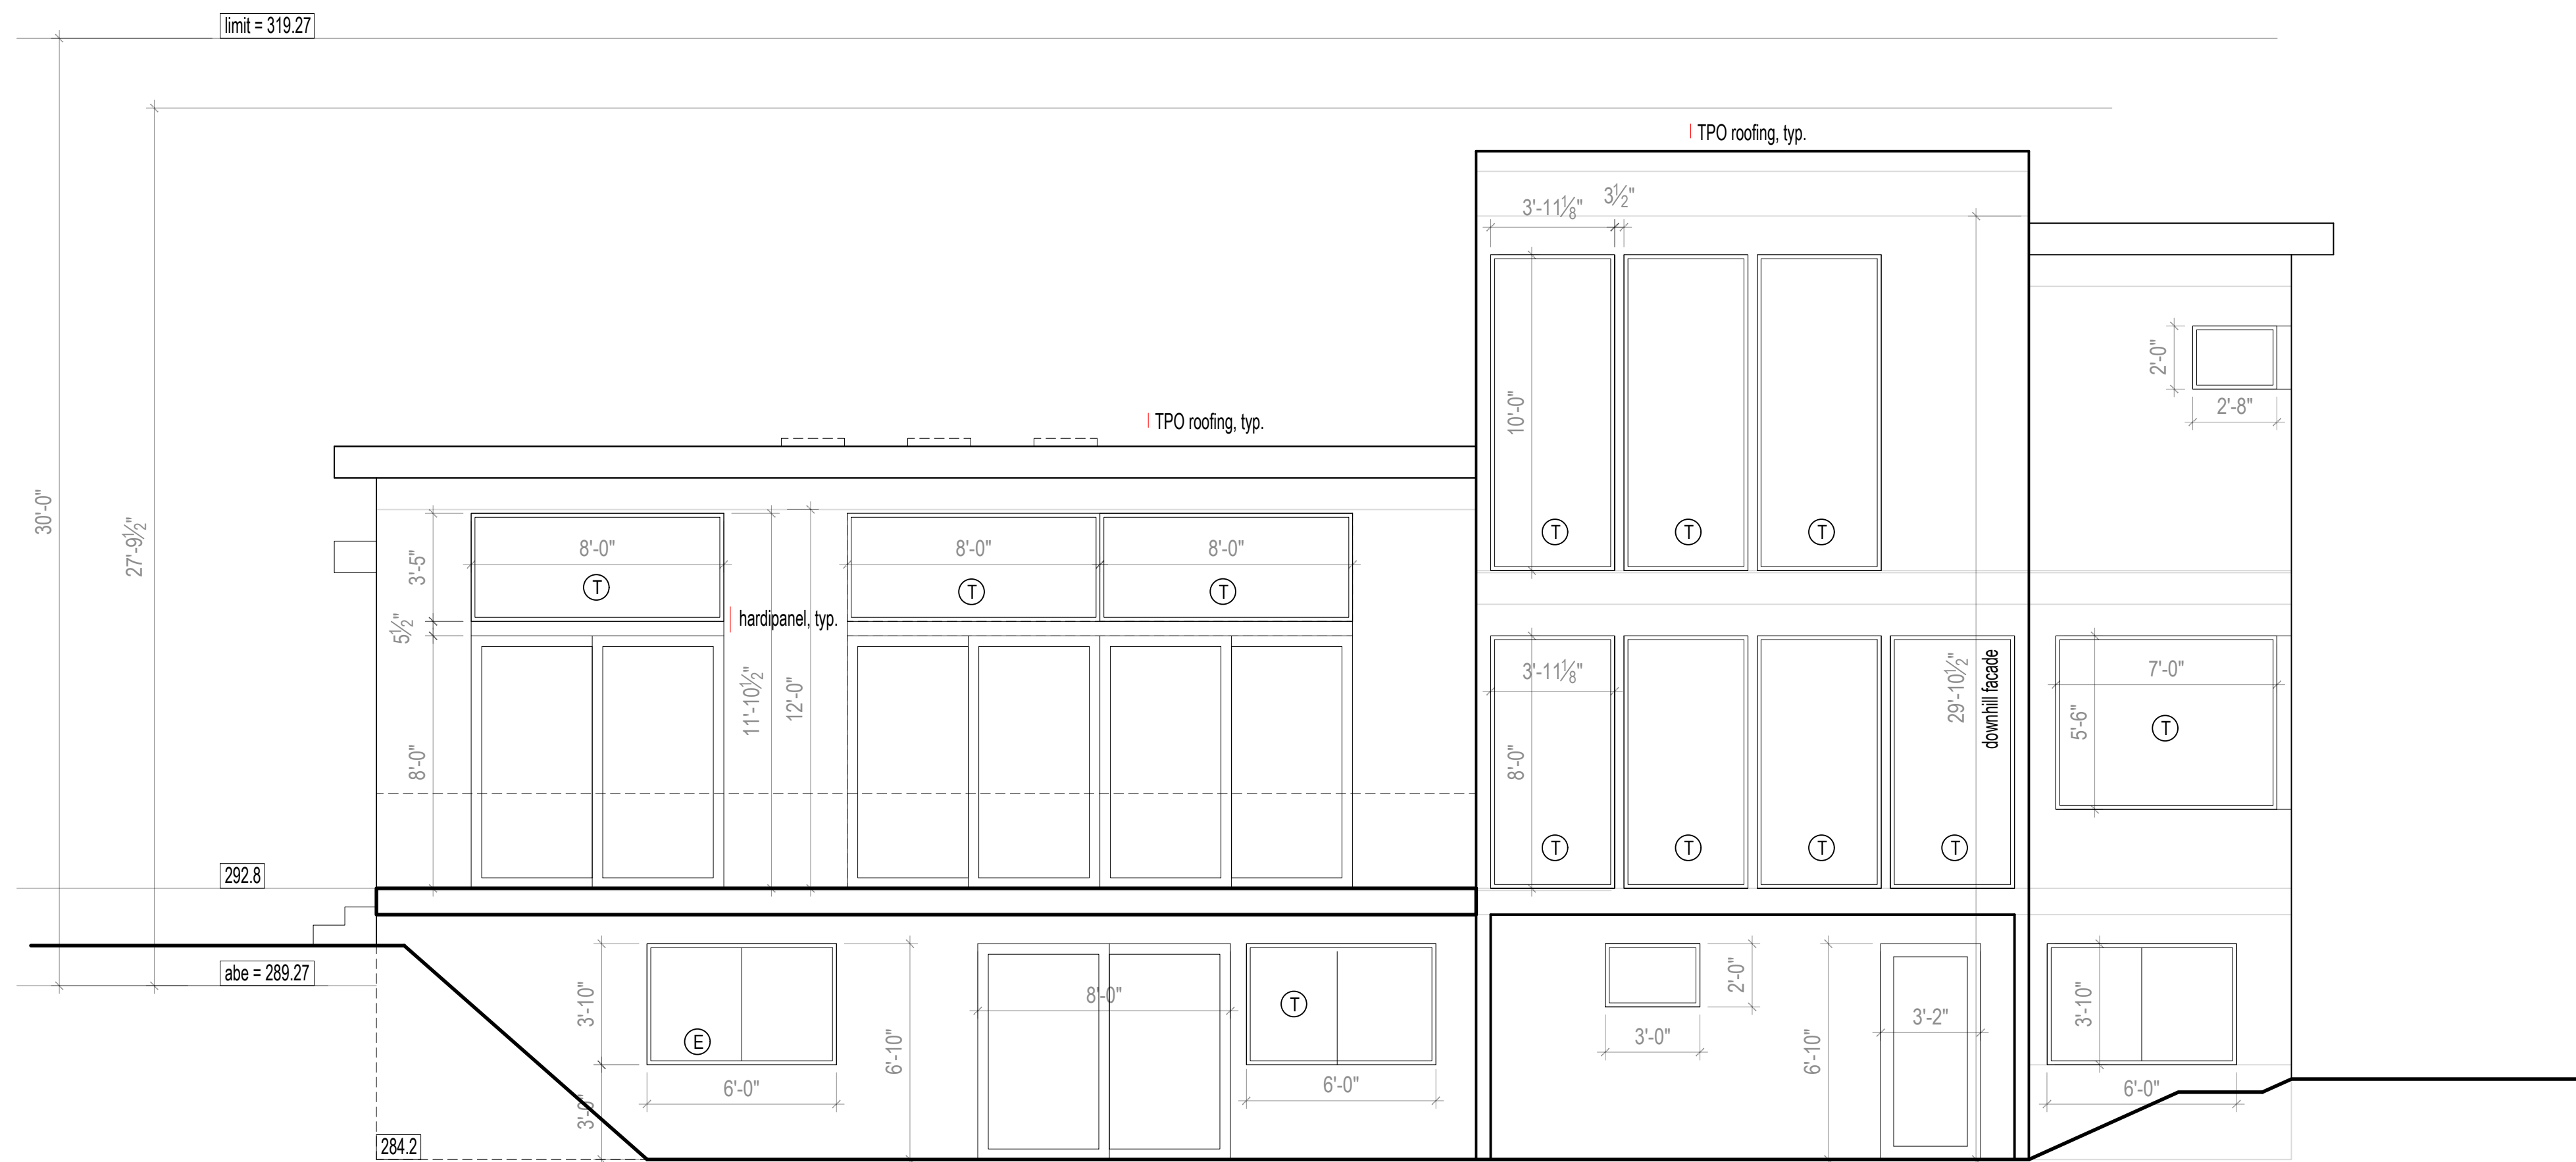 limit = 319.27
TPO roofing, typ.
3'-11⅛"
3½"
2'-0"
2'-8"
10'-0"
TPO roofing, typ.
30'-0"
27'-9½"
T
T
T
8'-0"
8'-0"
8'-0"
3'-5"
T
T
T
5½"
hardipanel, typ.
3'-11⅛"
7'-0"
11'-10½"
12'-0"
29'-10½"
downhill facade
5'-6"
T
8'-0"
8'-0"
T
T
T
T
292.8
abe = 289.27
3'-10"
8'-0"
T
2'-0"
3'-10"
E
6'-10"
3'-0"
6'-10"
3'-2"
6'-0"
6'-0"
6'-0"
3'-0"
284.2